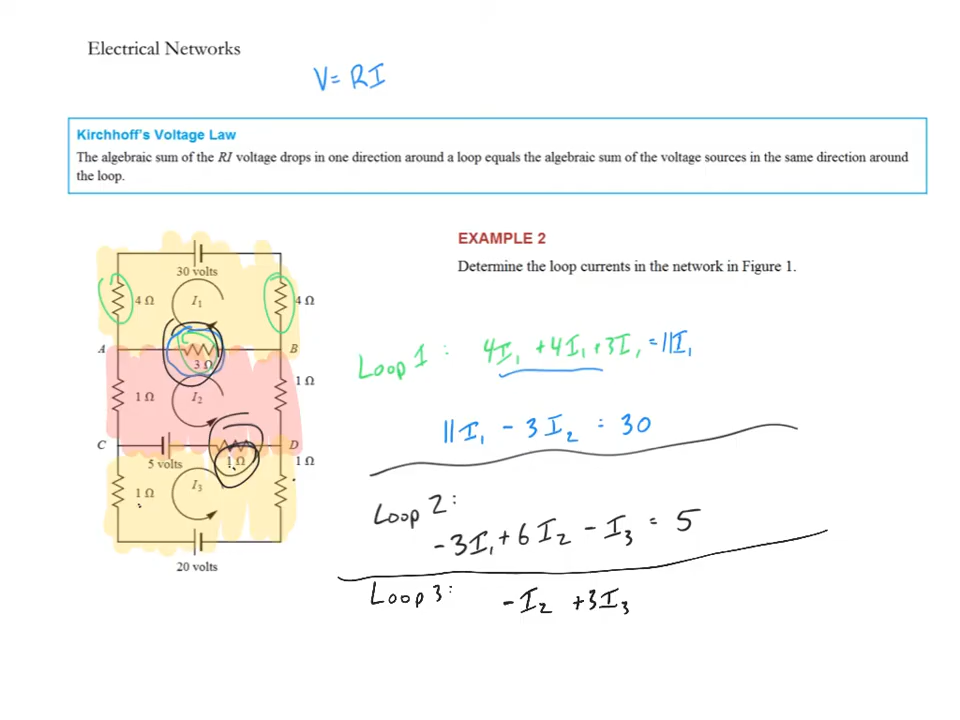 Electrical Networks
V = RI
Kirchhoff's Voltage Law
The algebraic sum of the RI voltage drops in one direction around a loop equals the algebraic sum of the voltage sources in the same direction around
the loop.
EXAMPLE 2
Determine the loop currents in the network in Figure 1.
30 volts
4 Ω I₁ 4 Ω
A B
3 Ω
1 Ω
1 Ω I₂
C D
5 volts 1 Ω 1 Ω
1 Ω I₃
20 volts
Loop 1: 4I₁ + 4I₁ + 3I₁ = 11I₁
11I₁ - 3I₂ = 30
Loop 2:
-3I₁ + 6I₂ - I₃ = 5
Loop 3: -I₂ + 3I₃